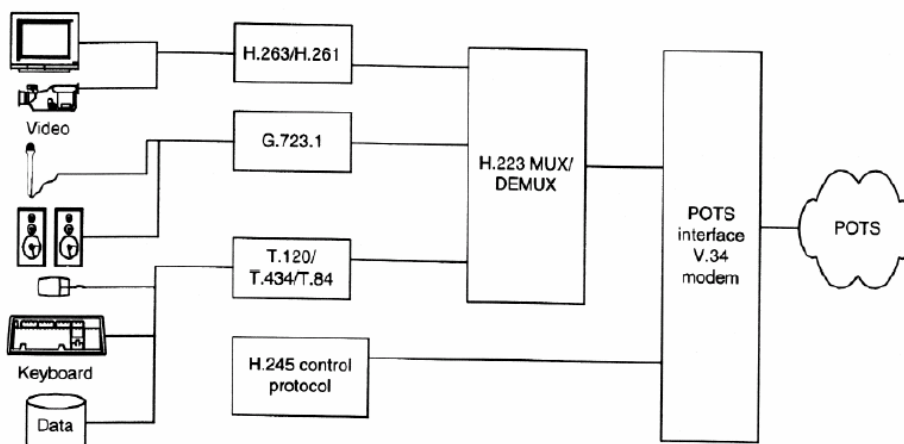 Video
Keyboard
Data
H.263/H.261
G.723.1
T.120/
T.434/T.84
H.245 control
protocol
H.223 MUX/
DEMUX
POTS
interface
V.34
modem
POTS